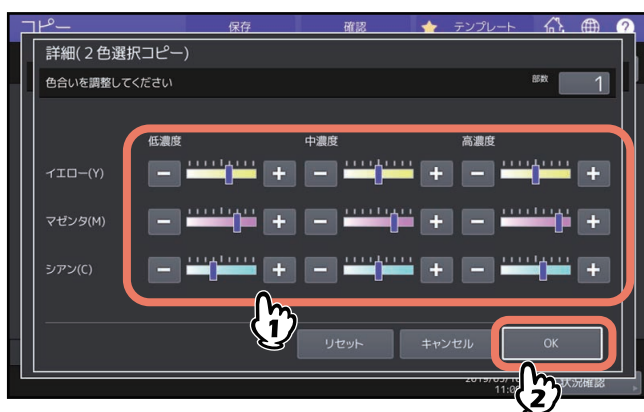 コピー 保存 確認 テンプレート ?
詳細(２色選択コピー)
色合いを調整してください 部数 1
低濃度 中濃度 高濃度
イエロー(Y)
マゼンタ(M)
シアン(C)
1
リセット キャンセル OK
状況確認
11:0
2